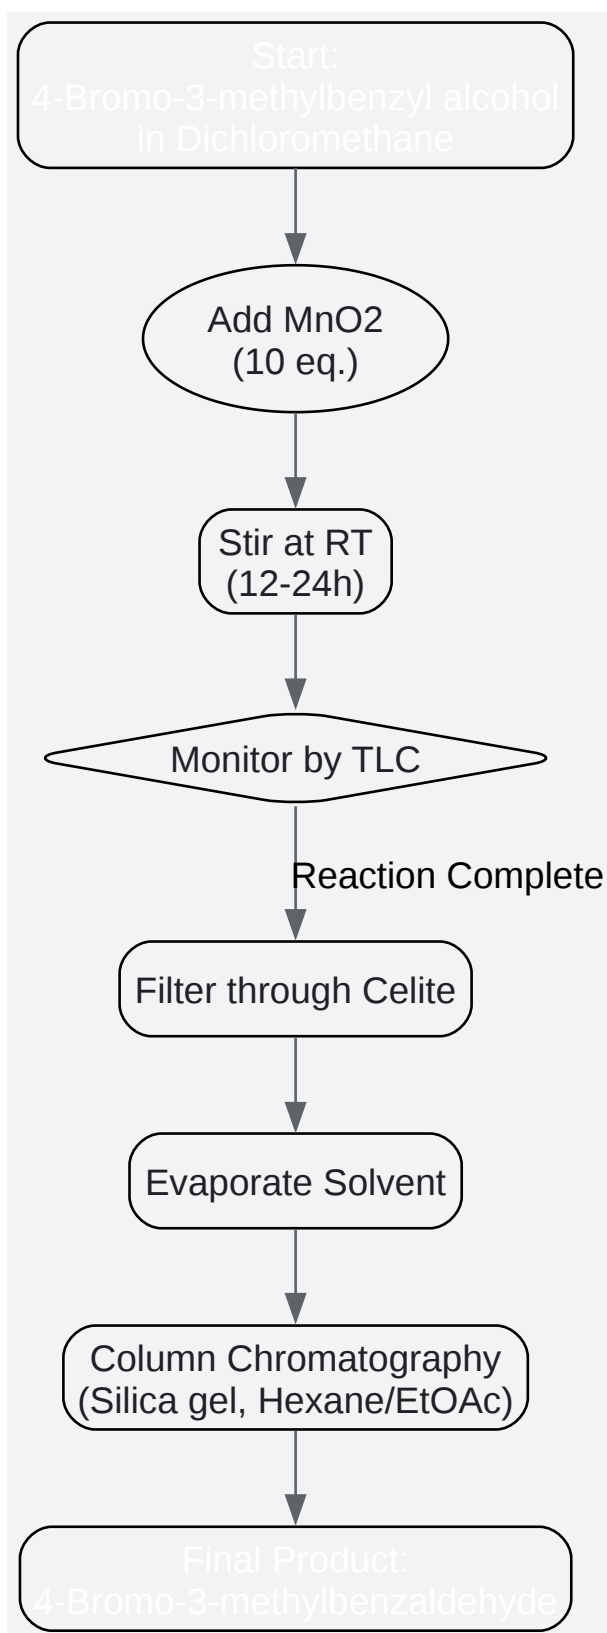 Start:
4-Bromo-3-methylbenzyl alcohol
in Dichloromethane
Add MnO2
(10 eq.)
Stir at RT
(12-24h)
Monitor by TLC
Reaction Complete
Filter through Celite
Evaporate Solvent
Column Chromatography
(Silica gel, Hexane/EtOAc)
Final Product:
4-Bromo-3-methylbenzaldehyde